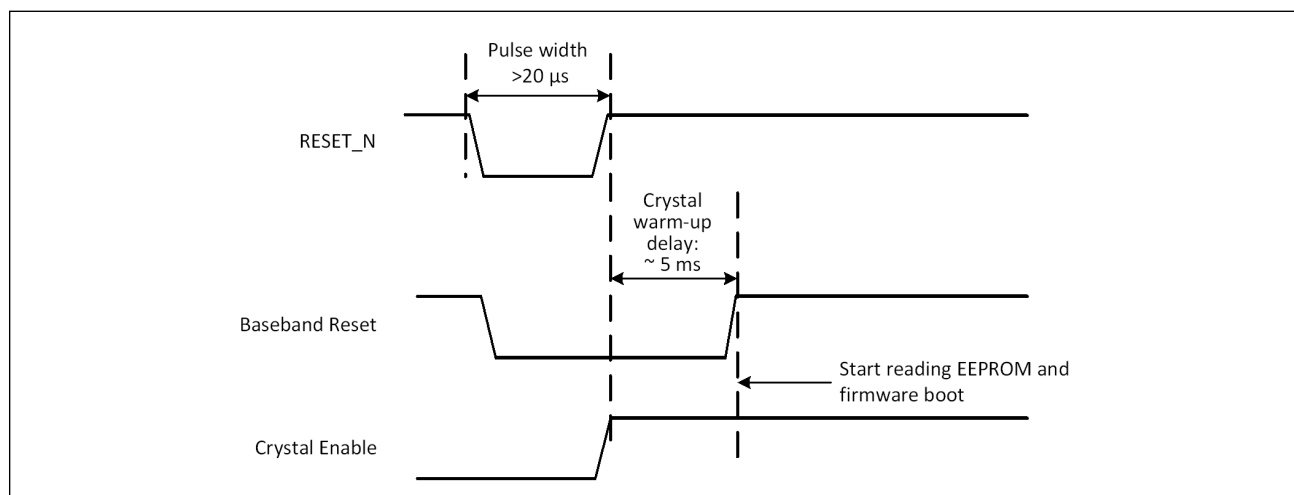 Pulse width
>20 µs
RESET_N
Crystal
warm-up
delay:
~ 5 ms
Baseband Reset
Start reading EEPROM and
firmware boot
Crystal Enable